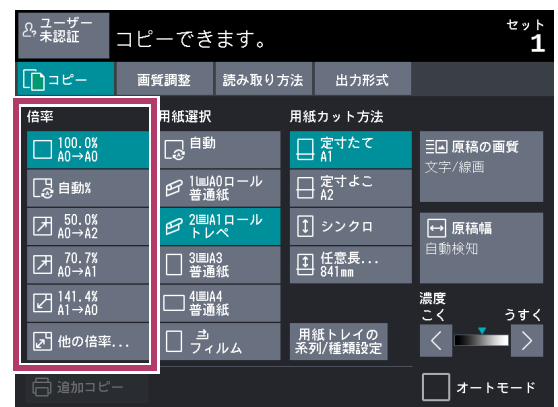 ユーザー
未認証
コピーできます。
セット
1
コピー
画質調整
読み取り方法
出力形式
倍率
100.0%
A0→A0
自動%
50.0%
A0→A2
70.7%
A0→A1
141.4%
A1→A0
他の倍率...
用紙選択
自動
1 A0ロール
普通紙
2 A1ロール
トレペ
3 A3
普通紙
4 A4
普通紙
フィルム
用紙カット方法
定寸たて
A1
定寸よこ
A2
シンクロ
任意長...
841mm
用紙トレイの
系列/種類設定
原稿の画質
文字/線画
原稿幅
自動検知
濃度
こく うすく
追加コピー
オートモード